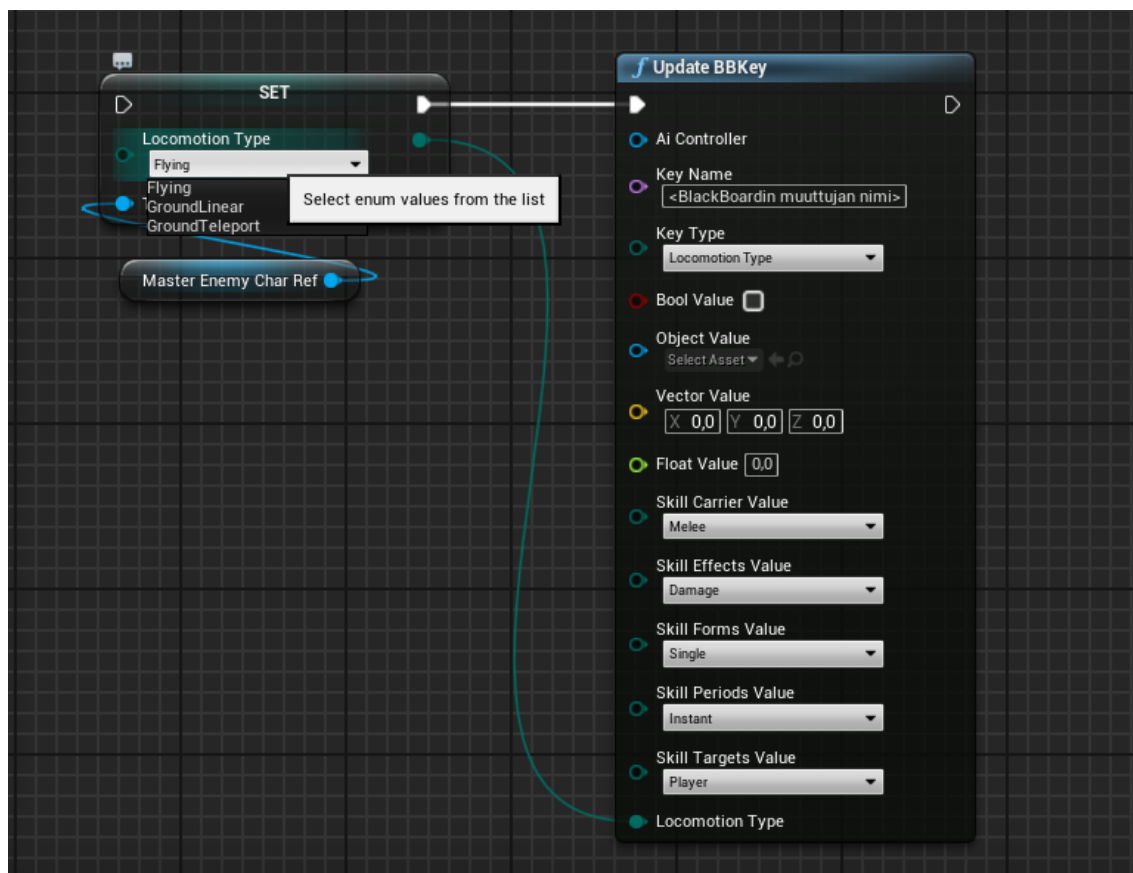 SET
Locomotion Type
Flying
Flying
GroundLinear
GroundTeleport
Select enum values from the list
Master Enemy Char Ref
f Update BBKey
Ai Controller
Key Name
<BlackBoardin muuttujan nimi>
Key Type
Locomotion Type
Bool Value
Object Value
Select Asset
Vector Value
X 0,0 Y 0,0 Z 0,0
Float Value 0,0
Skill Carrier Value
Melee
Skill Effects Value
Damage
Skill Forms Value
Single
Skill Periods Value
Instant
Skill Targets Value
Player
Locomotion Type